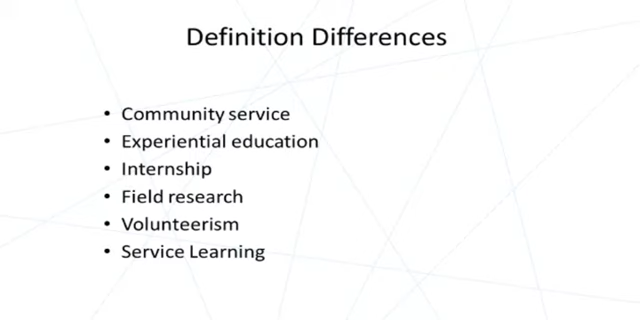 Definition Differences
• Community service
• Experiential education
• Internship
• Field research
• Volunteerism
• Service Learning